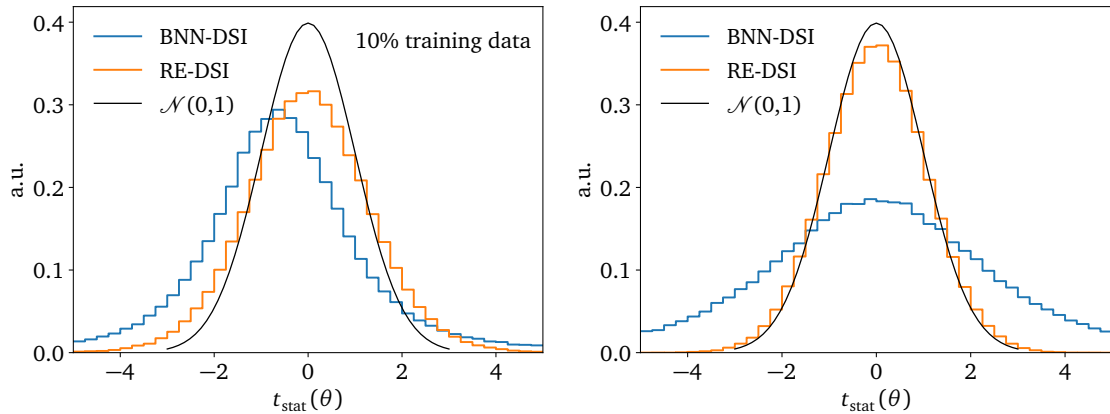 BNN-DSI
RE-DSI
𝒩(0,1)
10% training data
a.u.
0.4
0.3
0.2
0.1
0.0
−4
−2
0
2
4
t_stat(θ)
BNN-DSI
RE-DSI
𝒩(0,1)
a.u.
0.4
0.3
0.2
0.1
0.0
−4
−2
0
2
4
t_stat(θ)